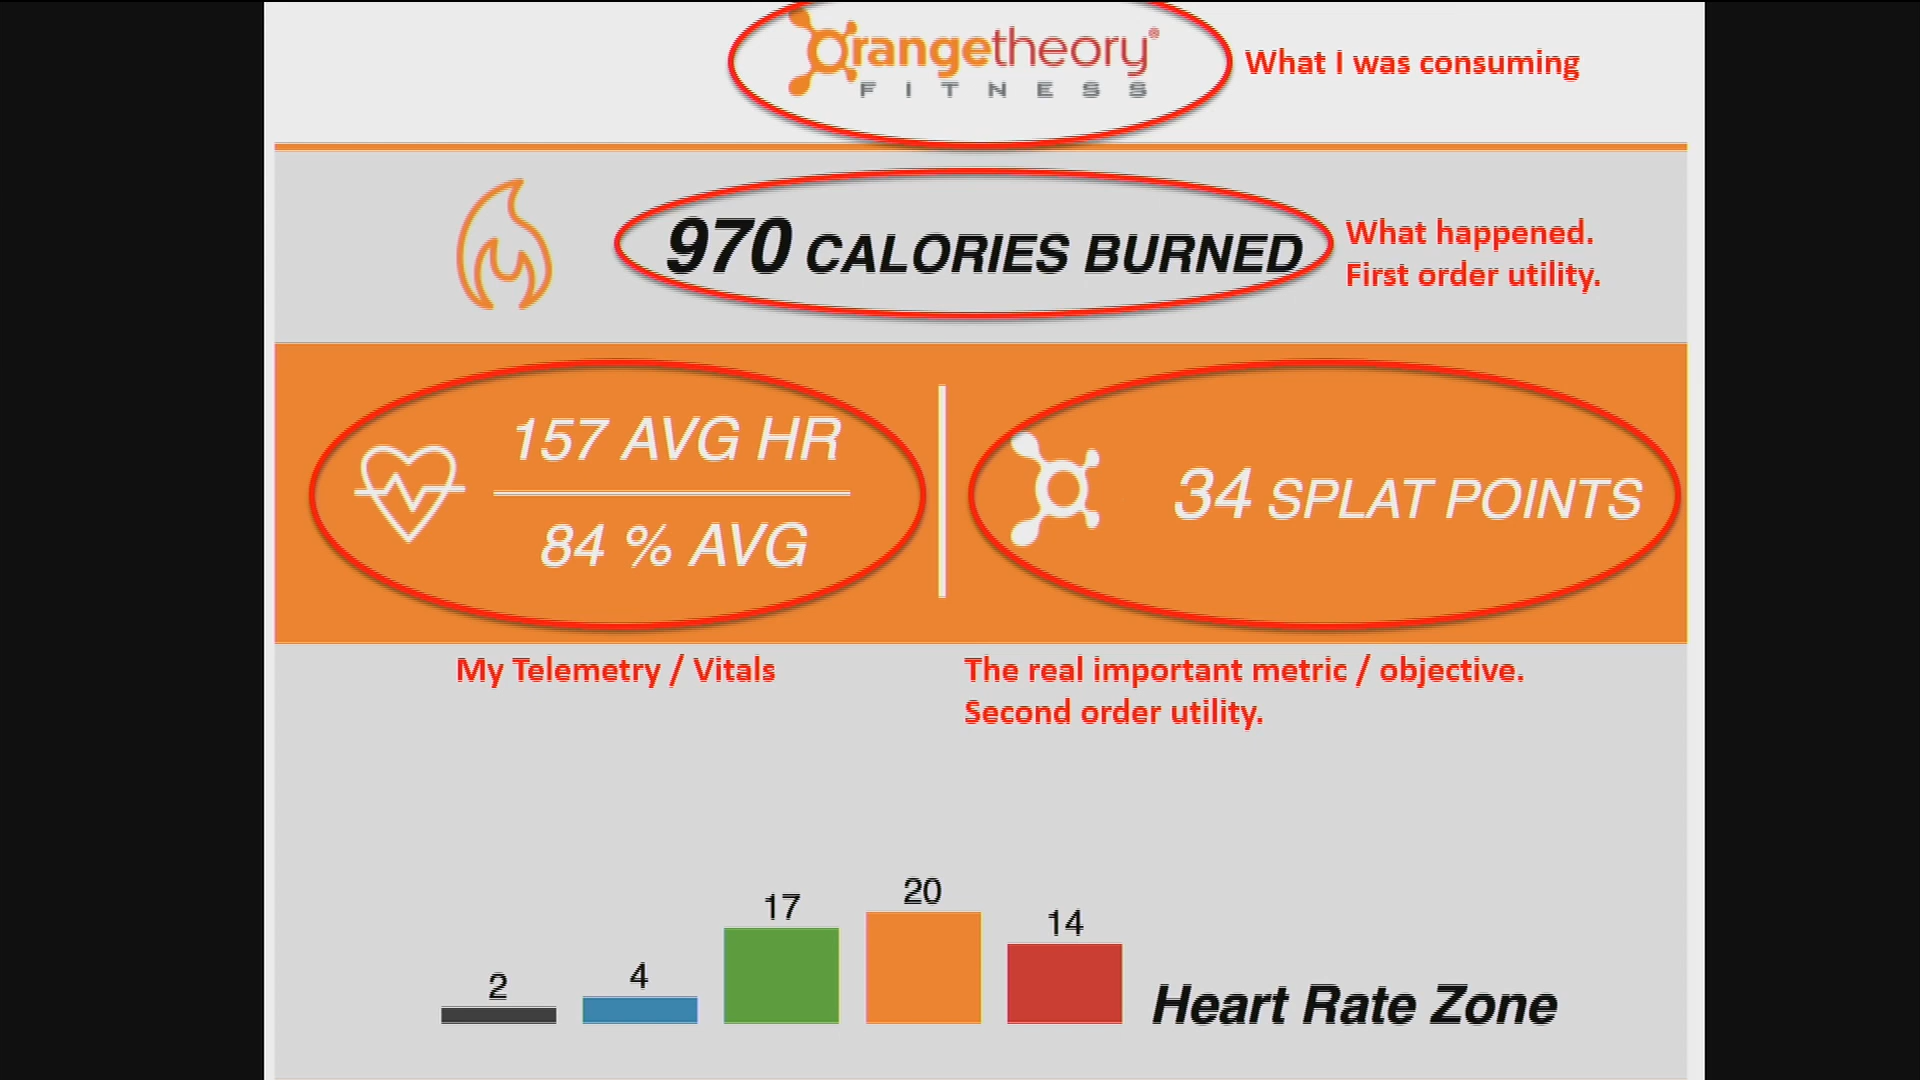 Orangetheory®
FITNESS
What I was consuming
970 CALORIES BURNED
What happened.
First order utility.
157 AVG HR
84 % AVG
34 SPLAT POINTS
My Telemetry / Vitals
The real important metric / objective.
Second order utility.
2
4
17
20
14
Heart Rate Zone